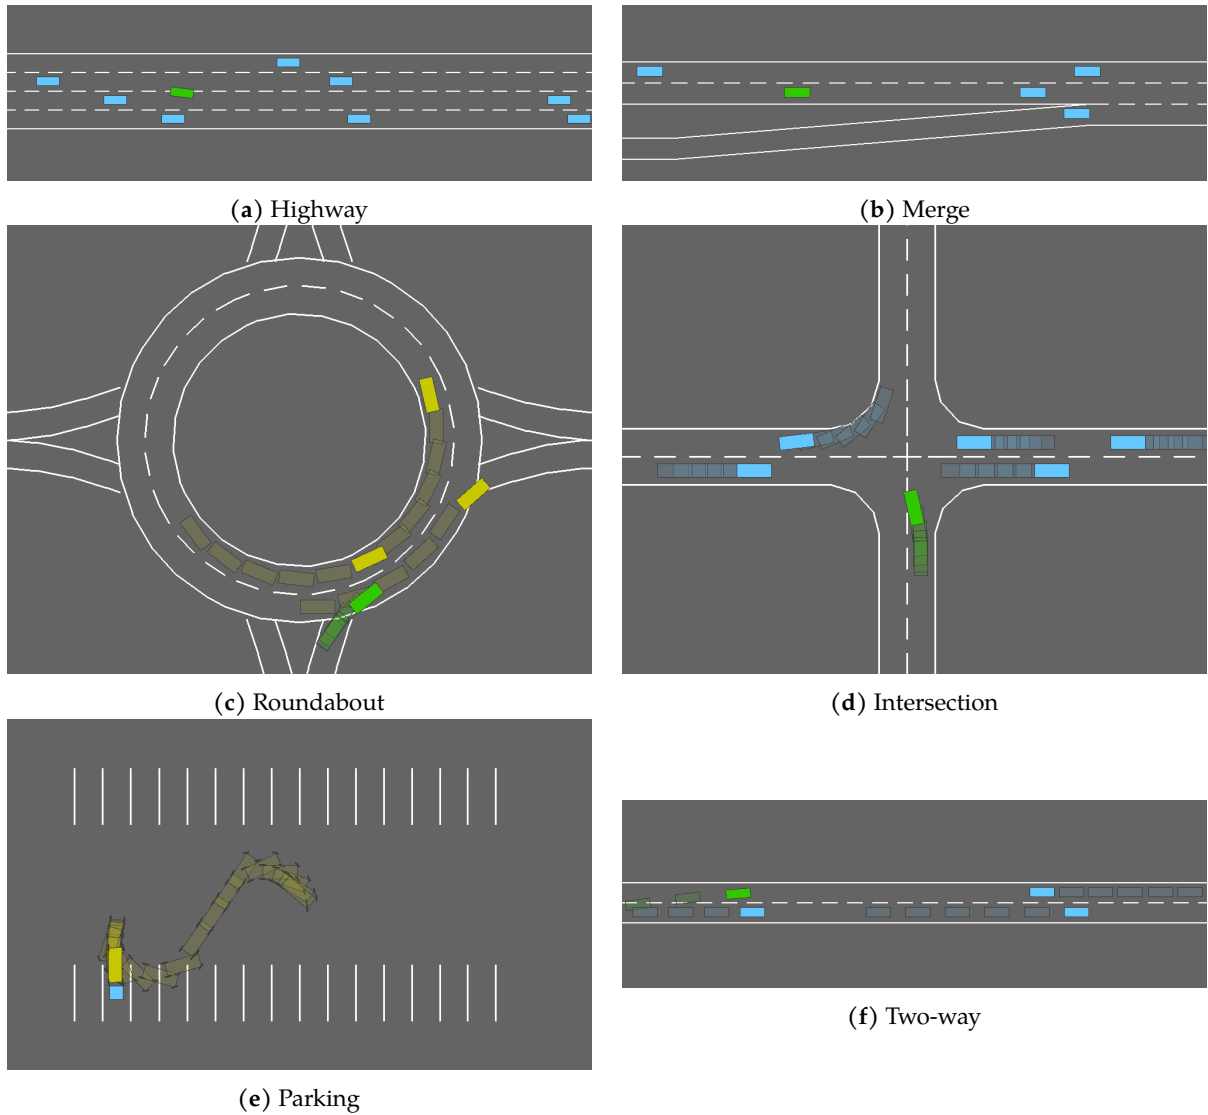 (a) Highway
(b) Merge
(c) Roundabout
(d) Intersection
(e) Parking
(f) Two-way